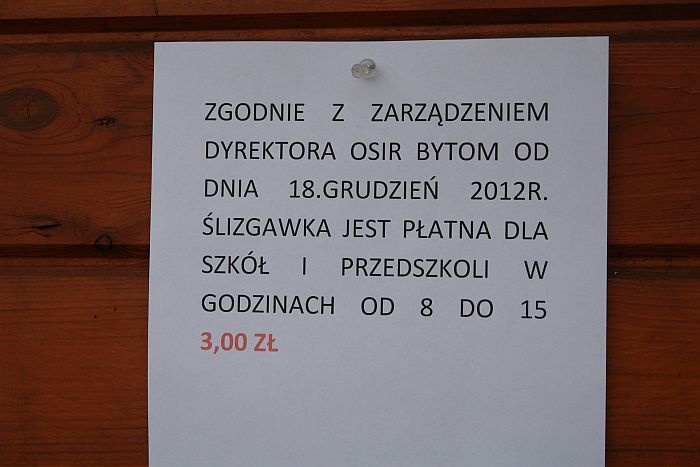 ZGODNIE Z ZARZĄDZENIEM
DYREKTORA OSIR BYTOM OD
DNIA 18.GRUDZIEŃ 2012R.
ŚLIZGAWKA JEST PŁATNA DLA
SZKÓŁ I PRZEDSZKOLI W
GODZINACH OD 8 DO 15
3,00 ZŁ